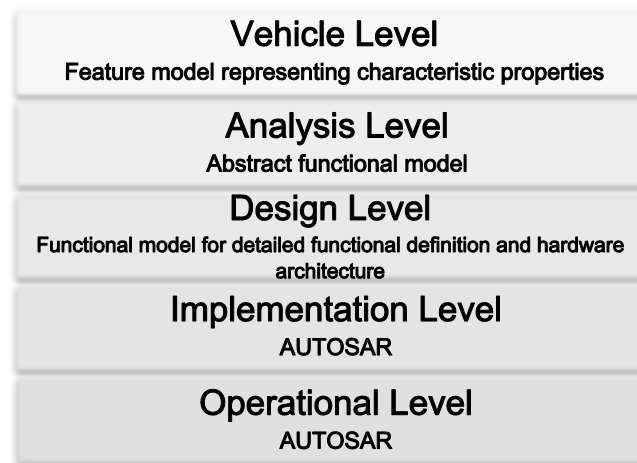 Vehicle Level
Feature model representing characteristic properties
Analysis Level
Abstract functional model
Design Level
Functional model for detailed functional definition and hardware
architecture
Implementation Level
AUTOSAR
Operational Level
AUTOSAR